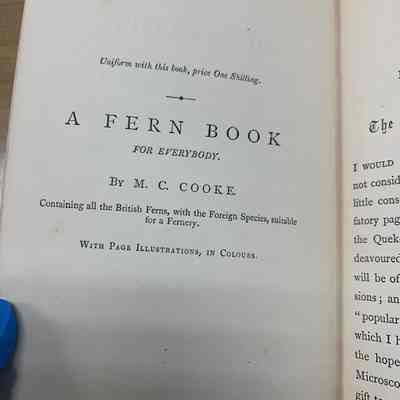 Uniform with this book, price One Shilling.
A FERN BOOK
FOR EVERYBODY.
BY M. C. COOKE.
Containing all the British Ferns, with the Foreign Species, suitable
for a Fernery.
WITH PAGE ILLUSTRATIONS, IN COLOURS.
The
I WOULD
not consid
little cons
fatory pag
the Quek
deavoured
will be of
sions; an
"popular
which I h
the hope
Microsco
gift to